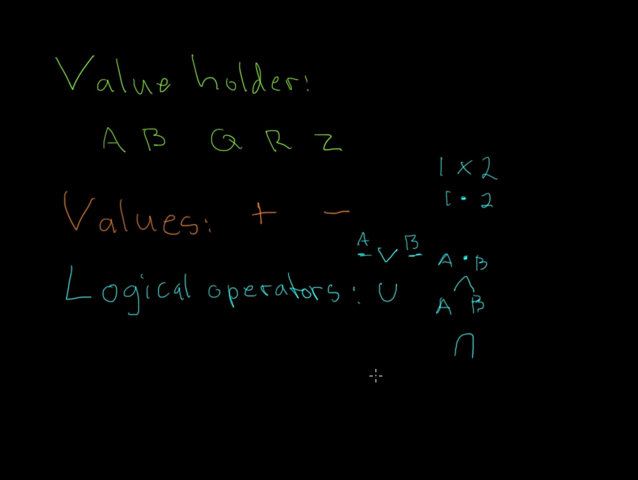 Value holder:
A B Q R Z
1 × 2
1 · 2
Values: + −
A ∨ B
A · B
Logical operators: ∪
A ∧ B
∩